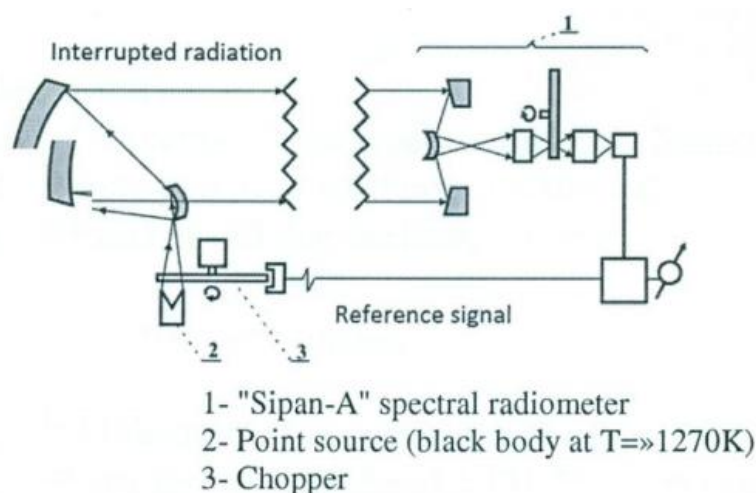 1
Interrupted radiation
Reference signal
2
3
1- "Sipan-A" spectral radiometer
2- Point source (black body at T=»1270K)
3- Chopper